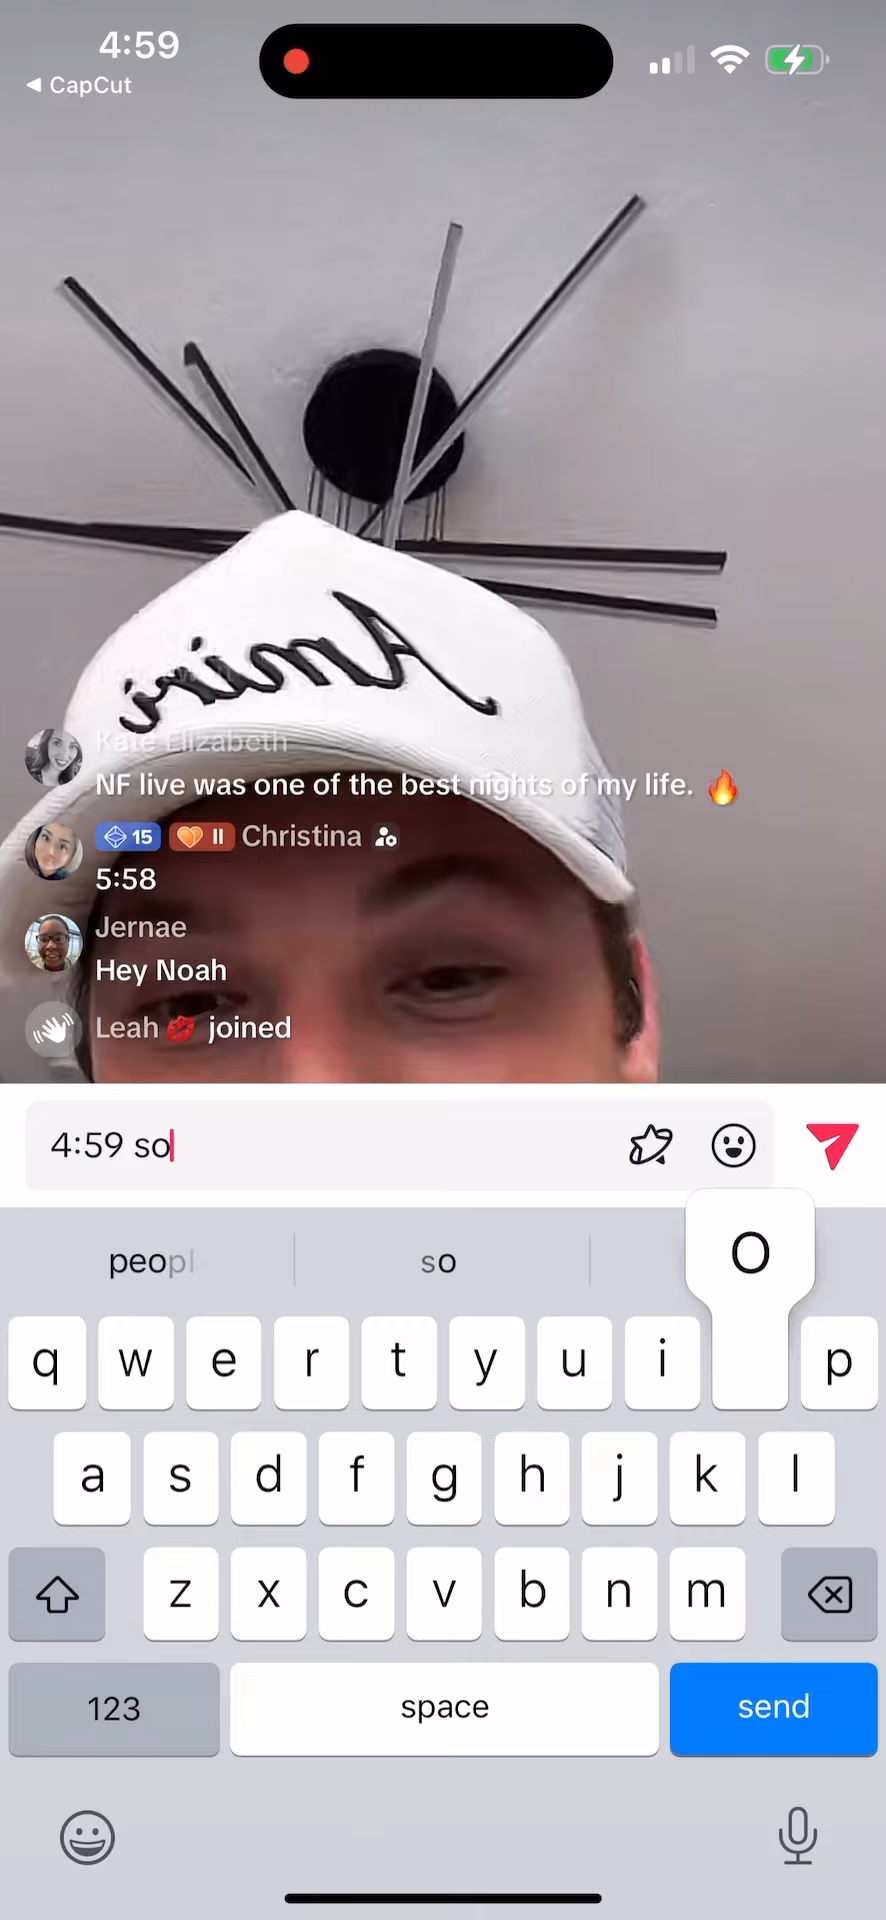 4:59
◀ CapCut
Amiri
Kate Elizabeth
NF live was one of the best nights of my life. 🔥
15 II Christina
5:58
Jernae
Hey Noah
Leah 💋 joined
4:59 so
peopl so
O
q w e r t y u i p
a s d f g h j k l
z x c v b n m
123 space send